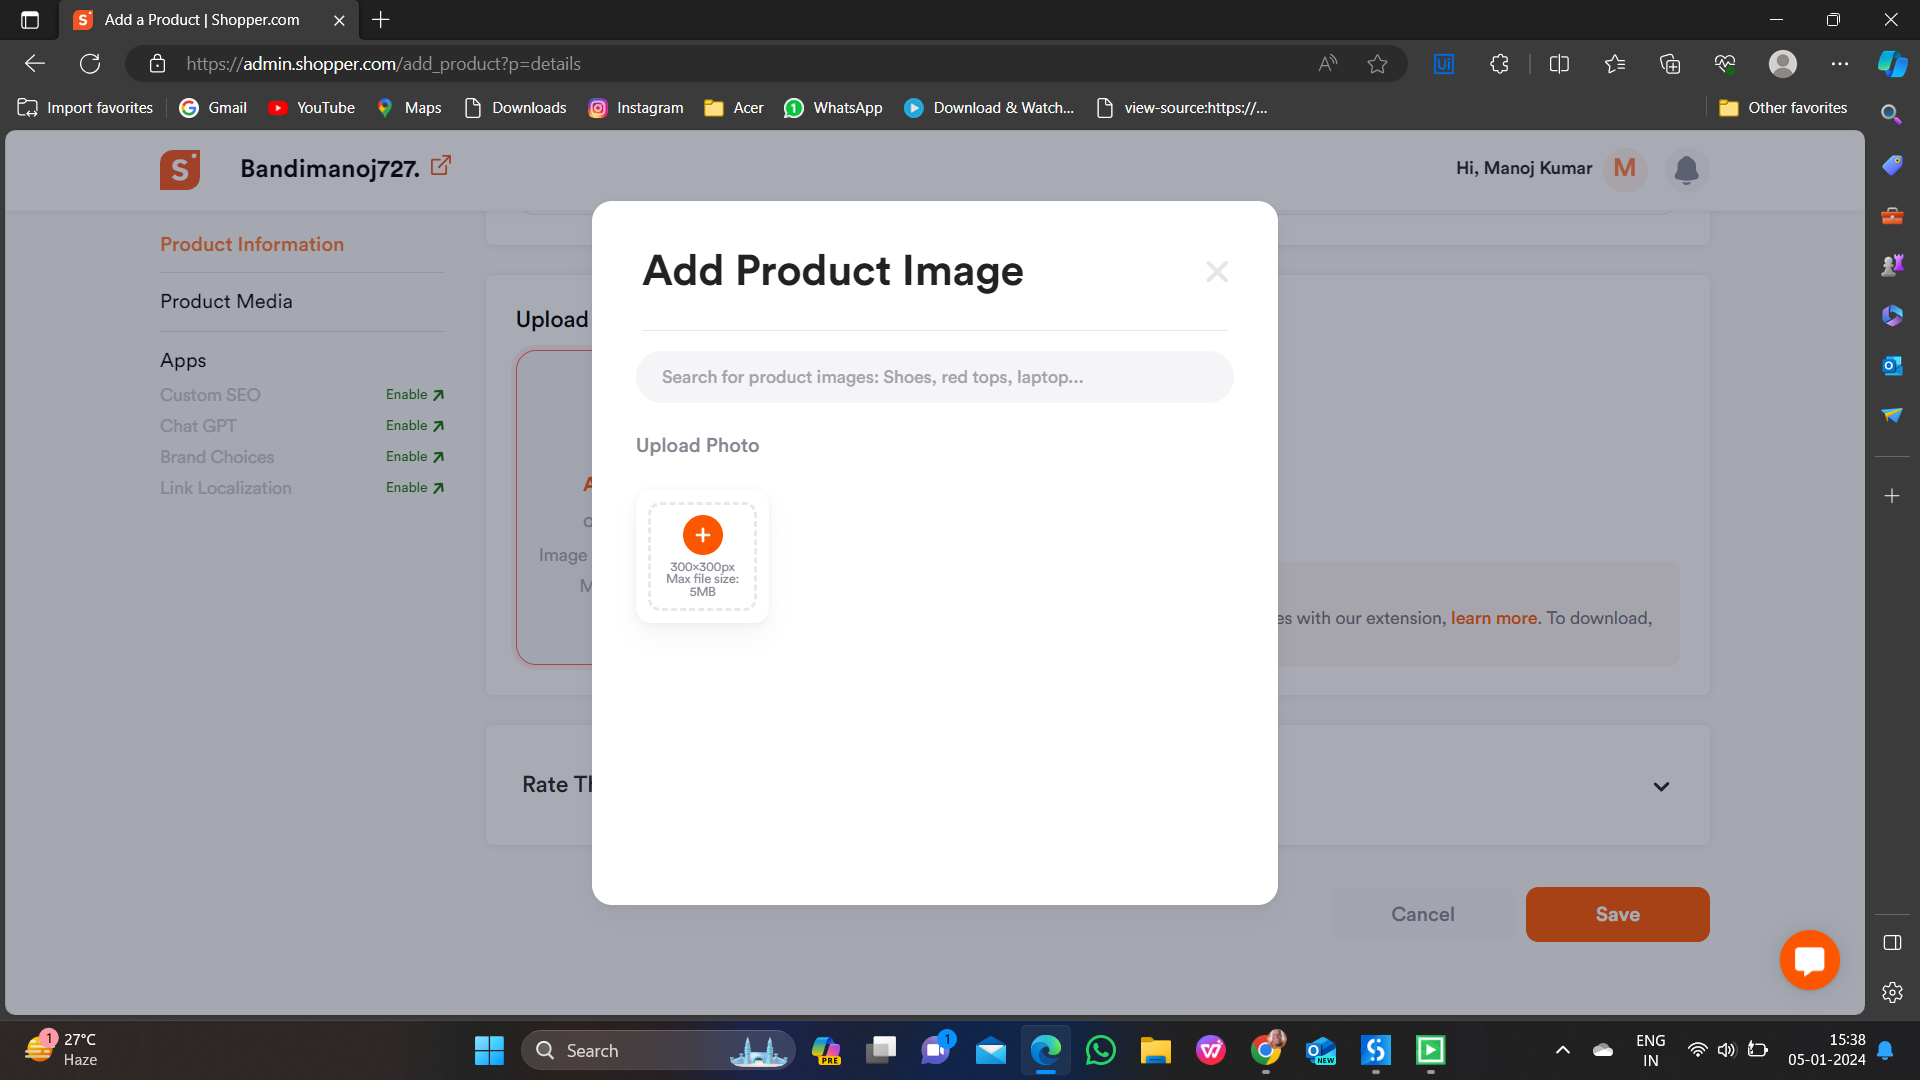 Add a Product | Shopper.com
https://admin.shopper.com/add_product?p=details
Import favorites
Gmail
YouTube
Maps
Downloads
Instagram
Acer
WhatsApp
Download & Watch...
view-source:https://...
Other favorites
Bandimanoj727.
Hi, Manoj Kumar
M
Product Information
Product Media
Apps
Custom SEO Enable
Chat GPT Enable
Brand Choices Enable
Link Localization Enable
Upload
Image
Add Product Image
Search for product images: Shoes, red tops, laptop...
Upload Photo
300×300px
Max file size:
5MB
es with our extension, learn more. To download,
Rate Th
Cancel
Save
1
27°C
Haze
Search
PRE
1
NEW
ENG
IN
15:38
05-01-2024